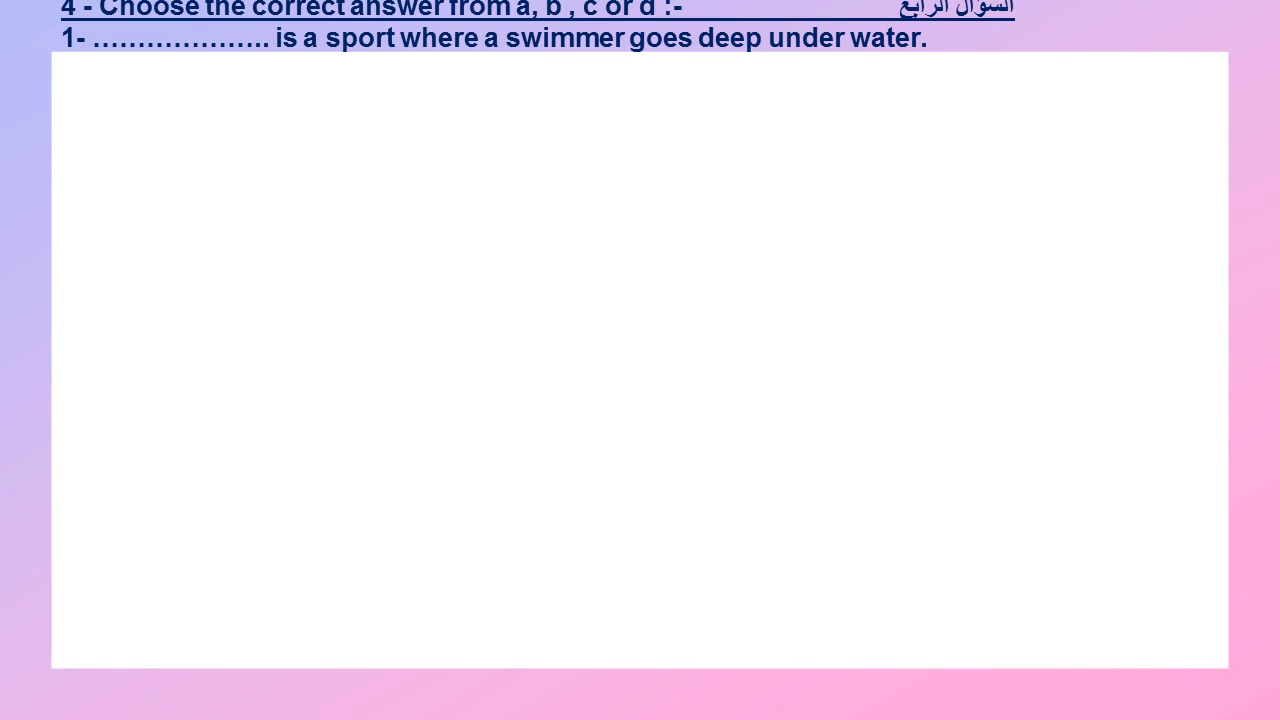 4 - Choose the correct answer from a, b , c or d :- السؤال الرابع
1- ……………….. is a sport where a swimmer goes deep under water.